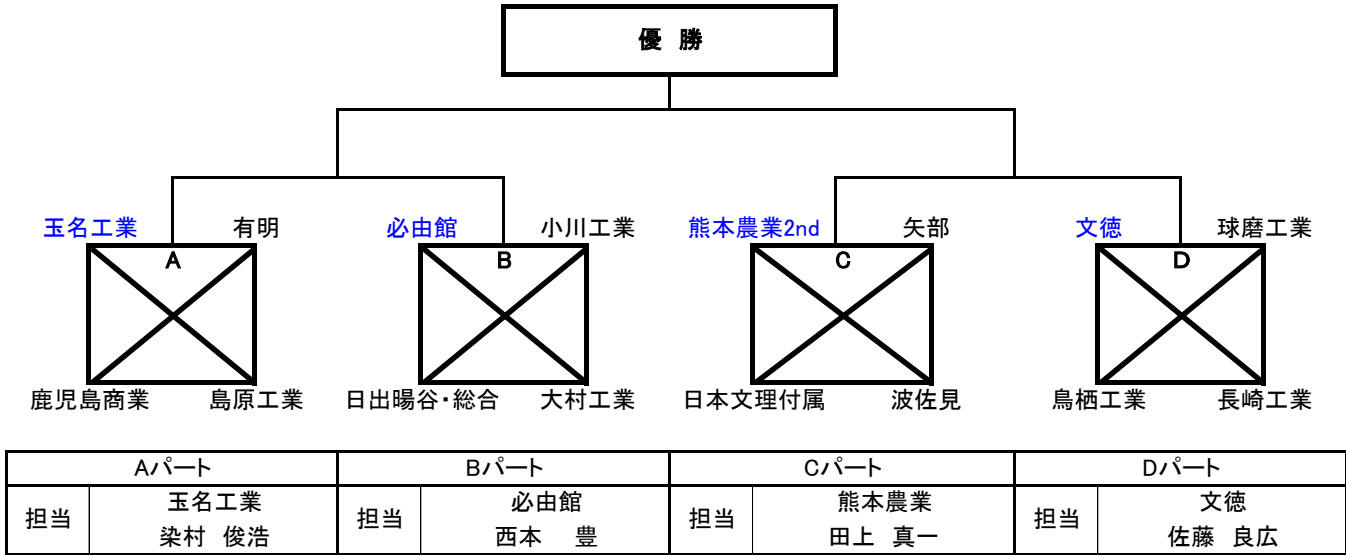 優 勝
玉名工業 有明 必由館 小川工業 熊本農業2nd 矢部 文徳 球磨工業
A B C D
鹿児島商業 島原工業 日出暘谷・総合 大村工業 日本文理付属 波佐見 鳥栖工業 長崎工業
Aパート Bパート Cパート Dパート
玉名工業 必由館 熊本農業 文徳
担当 担当 担当 担当
染村 俊浩 西本 豊 田上 真一 佐藤 良広